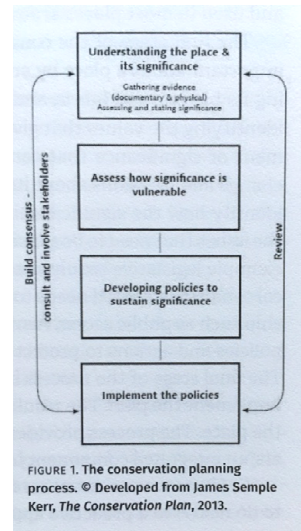 Understanding the place &
its significance
Gathering evidence
(documentary & physical)
Assessing and stating significance
Assess how significance is
vulnerable
Developing policies to
sustain significance
Implement the policies
Build consensus -
consult and involve stakeholders
Review
FIGURE 1. The conservation planning
process. © Developed from James Semple
Kerr, The Conservation Plan, 2013.